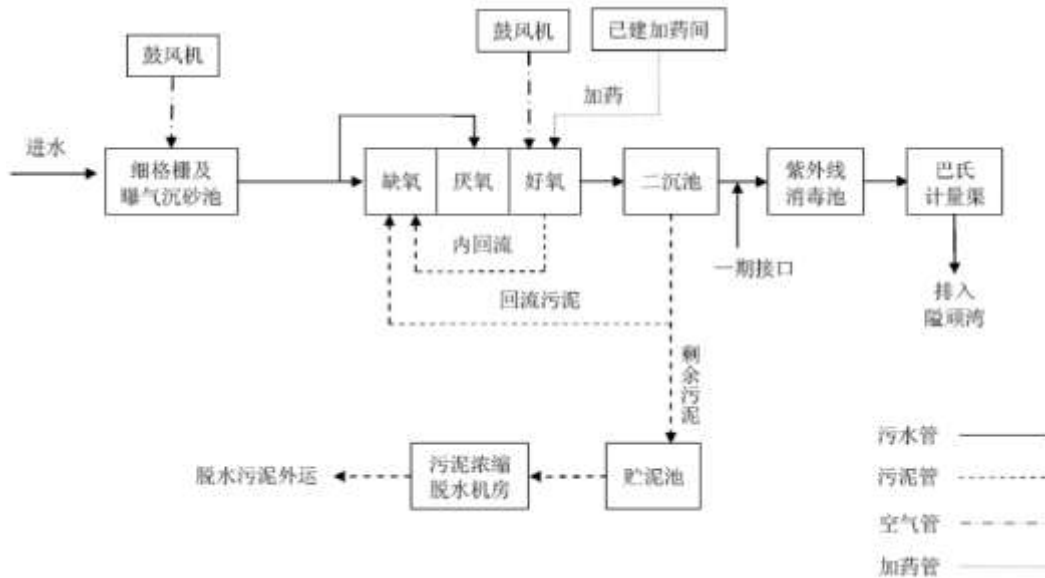 鼓风机
鼓风机
已建加药间
加药
进水
细格栅及
曝气沉砂池
缺氧
厌氧
好氧
二沉池
紫外线
消毒池
巴氏
计量渠
内回流
一期接口
回流污泥
排入
隘顽湾
剩余污泥
污水管
脱水污泥外运
污泥浓缩
脱水机房
贮泥池
污泥管
空气管
加药管